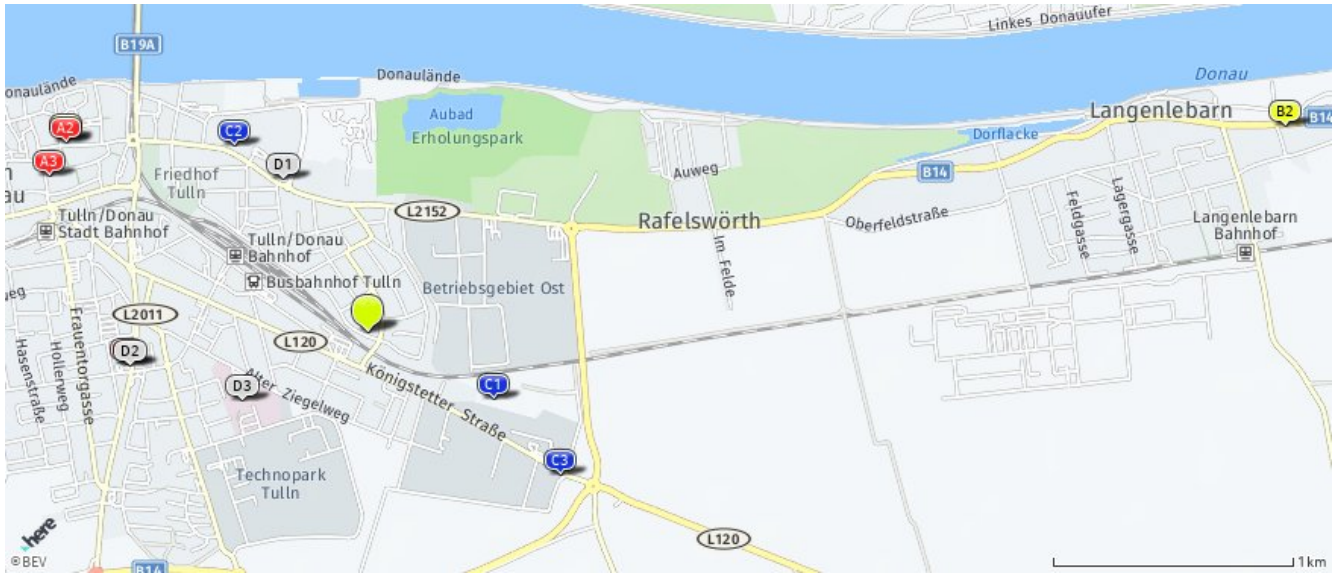 Linkes Donauufer
B19A
Donaulände
Donau
onaulände
Aubad
Erholungspark
Langenlebarn
B2
B14
A2
C2
Dorflacke
A3
D1
n
au
Friedhof
Tulln
Auweg
B14
Feldgasse
Lagergasse
L2152
Rafelswörth
Oberfeldstraße
Tulln/Donau
Stadt Bahnhof
Langenlebarn
Bahnhof
Tulln/Donau
Bahnhof
Im Felde
Busbahnhof Tulln
Betriebsgebiet Ost
weg
L2011
L120
Hasenstraße
Hollerweg
Frauentorgasse
D2
D3
Alter Ziegelweg
Königstetter Straße
C1
C3
Technopark
Tulln
L120
here
©BEV
B14
1 km